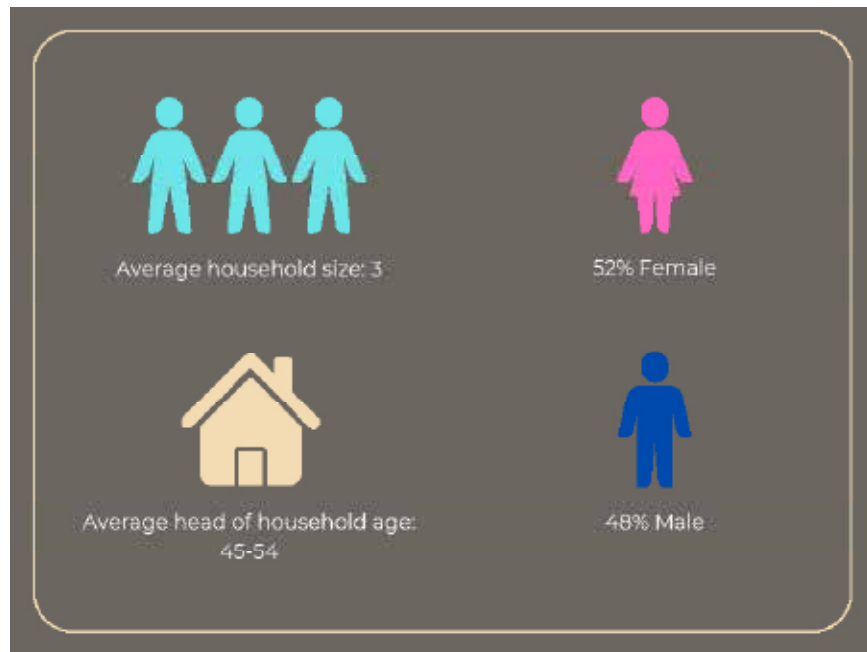 Average household size: 3
52% Female
Average head of household age:
45-54
48% Male